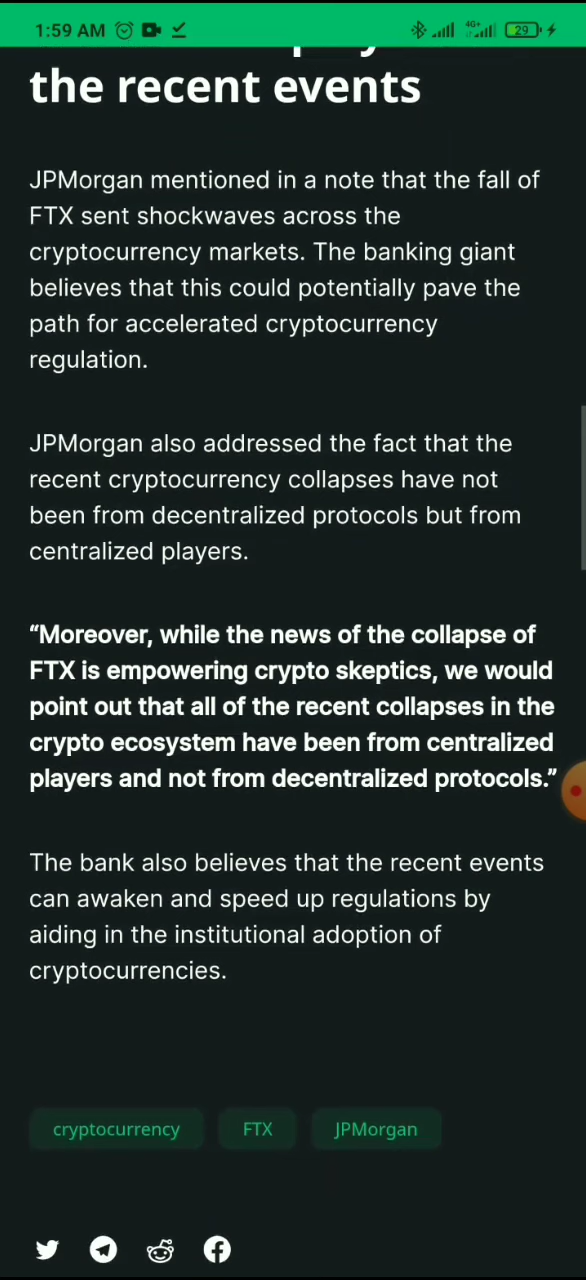 1:59 AM
4G+
29
the recent events
JPMorgan mentioned in a note that the fall of
FTX sent shockwaves across the
cryptocurrency markets. The banking giant
believes that this could potentially pave the
path for accelerated cryptocurrency
regulation.
JPMorgan also addressed the fact that the
recent cryptocurrency collapses have not
been from decentralized protocols but from
centralized players.
“Moreover, while the news of the collapse of
FTX is empowering crypto skeptics, we would
point out that all of the recent collapses in the
crypto ecosystem have been from centralized
players and not from decentralized protocols.”
The bank also believes that the recent events
can awaken and speed up regulations by
aiding in the institutional adoption of
cryptocurrencies.
cryptocurrency FTX JPMorgan